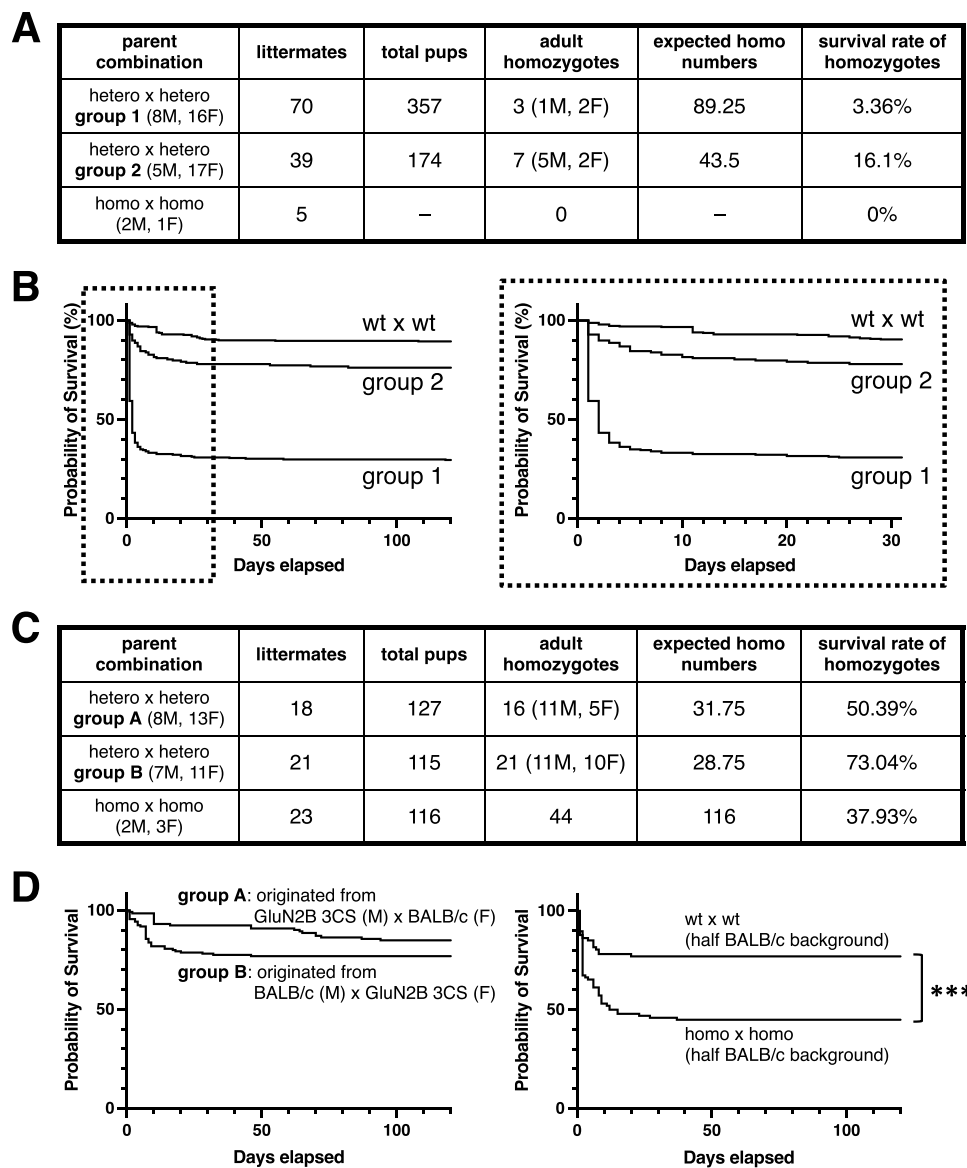 A
parent combination | littermates | total pups | adult homozygotes | expected homo numbers | survival rate of homozygotes
hetero x hetero group 1 (8M, 16F) | 70 | 357 | 3 (1M, 2F) | 89.25 | 3.36%
hetero x hetero group 2 (5M, 17F) | 39 | 174 | 7 (5M, 2F) | 43.5 | 16.1%
homo x homo (2M, 1F) | 5 | – | 0 | – | 0%
B
Probability of Survival (%)
100
50
0
wt x wt
group 2
group 1
0 50 100
Days elapsed
Probability of Survival (%)
100
50
0
wt x wt
group 2
group 1
0 10 20 30
Days elapsed
C
parent combination | littermates | total pups | adult homozygotes | expected homo numbers | survival rate of homozygotes
hetero x hetero group A (8M, 13F) | 18 | 127 | 16 (11M, 5F) | 31.75 | 50.39%
hetero x hetero group B (7M, 11F) | 21 | 115 | 21 (11M, 10F) | 28.75 | 73.04%
homo x homo (2M, 3F) | 23 | 116 | 44 | 116 | 37.93%
D
Probability of Survival
100
50
0
group A: originated from
GluN2B 3CS (M) x BALB/c (F)
group B: originated from
BALB/c (M) x GluN2B 3CS (F)
0 50 100
Days elapsed
Probability of Survival
100
50
0
wt x wt
(half BALB/c background)
***
homo x homo
(half BALB/c background)
0 50 100
Days elapsed